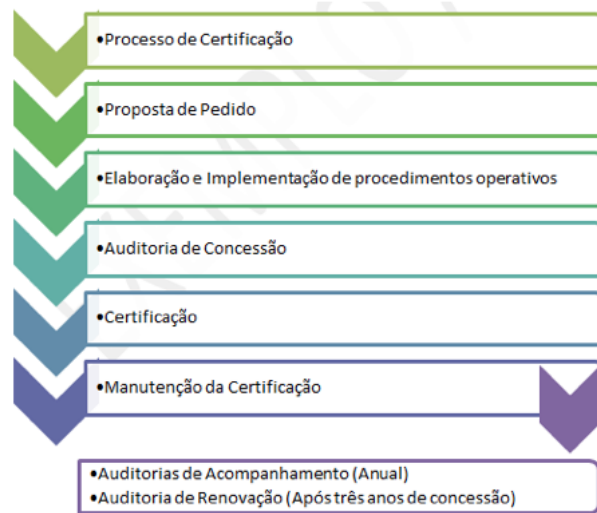 •Processo de Certificação
•Proposta de Pedido
•Elaboração e Implementação de procedimentos operativos
•Auditoria de Concessão
•Certificação
•Manutenção da Certificação
•Auditorias de Acompanhamento (Anual)
•Auditoria de Renovação (Após três anos de concessão)